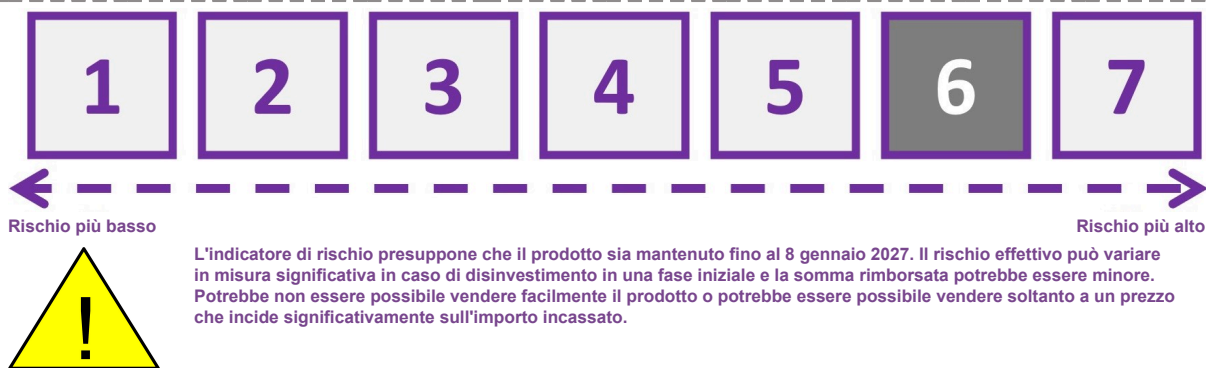 1 2 3 4 5 6 7
Rischio più basso
Rischio più alto
!
L'indicatore di rischio presuppone che il prodotto sia mantenuto fino al 8 gennaio 2027. Il rischio effettivo può variare
in misura significativa in caso di disinvestimento in una fase iniziale e la somma rimborsata potrebbe essere minore.
Potrebbe non essere possibile vendere facilmente il prodotto o potrebbe essere possibile vendere soltanto a un prezzo
che incide significativamente sull'importo incassato.